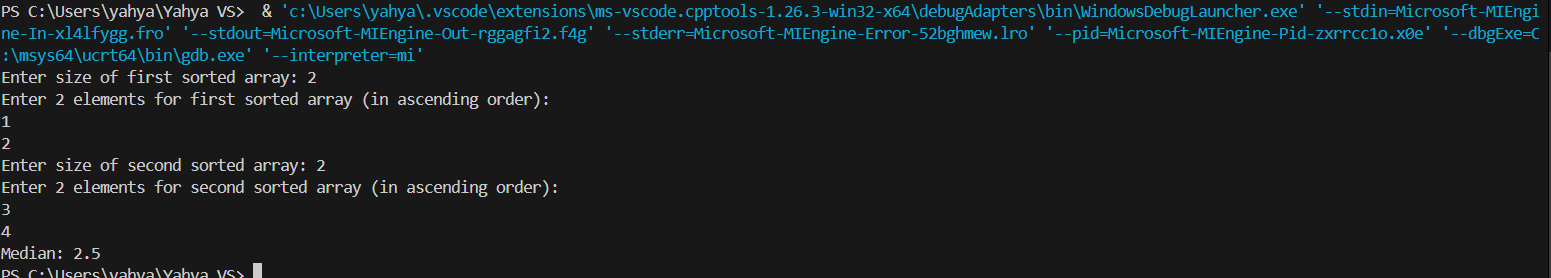 PS C:\Users\yahya\Yahya VS>  & 'c:\Users\yahya\.vscode\extensions\ms-vscode.cpptools-1.26.3-win32-x64\debugAdapters\bin\WindowsDebugLauncher.exe' '--stdin=Microsoft-MIEngi
ne-In-xl4lfygg.fro' '--stdout=Microsoft-MIEngine-Out-rggagfi2.f4g' '--stderr=Microsoft-MIEngine-Error-52bghmew.lro' '--pid=Microsoft-MIEngine-Pid-zxrrcc1o.x0e' '--dbgExe=C
:\msys64\ucrt64\bin\gdb.exe' '--interpreter=mi'
Enter size of first sorted array: 2
Enter 2 elements for first sorted array (in ascending order):
1
2
Enter size of second sorted array: 2
Enter 2 elements for second sorted array (in ascending order):
3
4
Median: 2.5
PS C:\Users\yahya\Yahya VS>